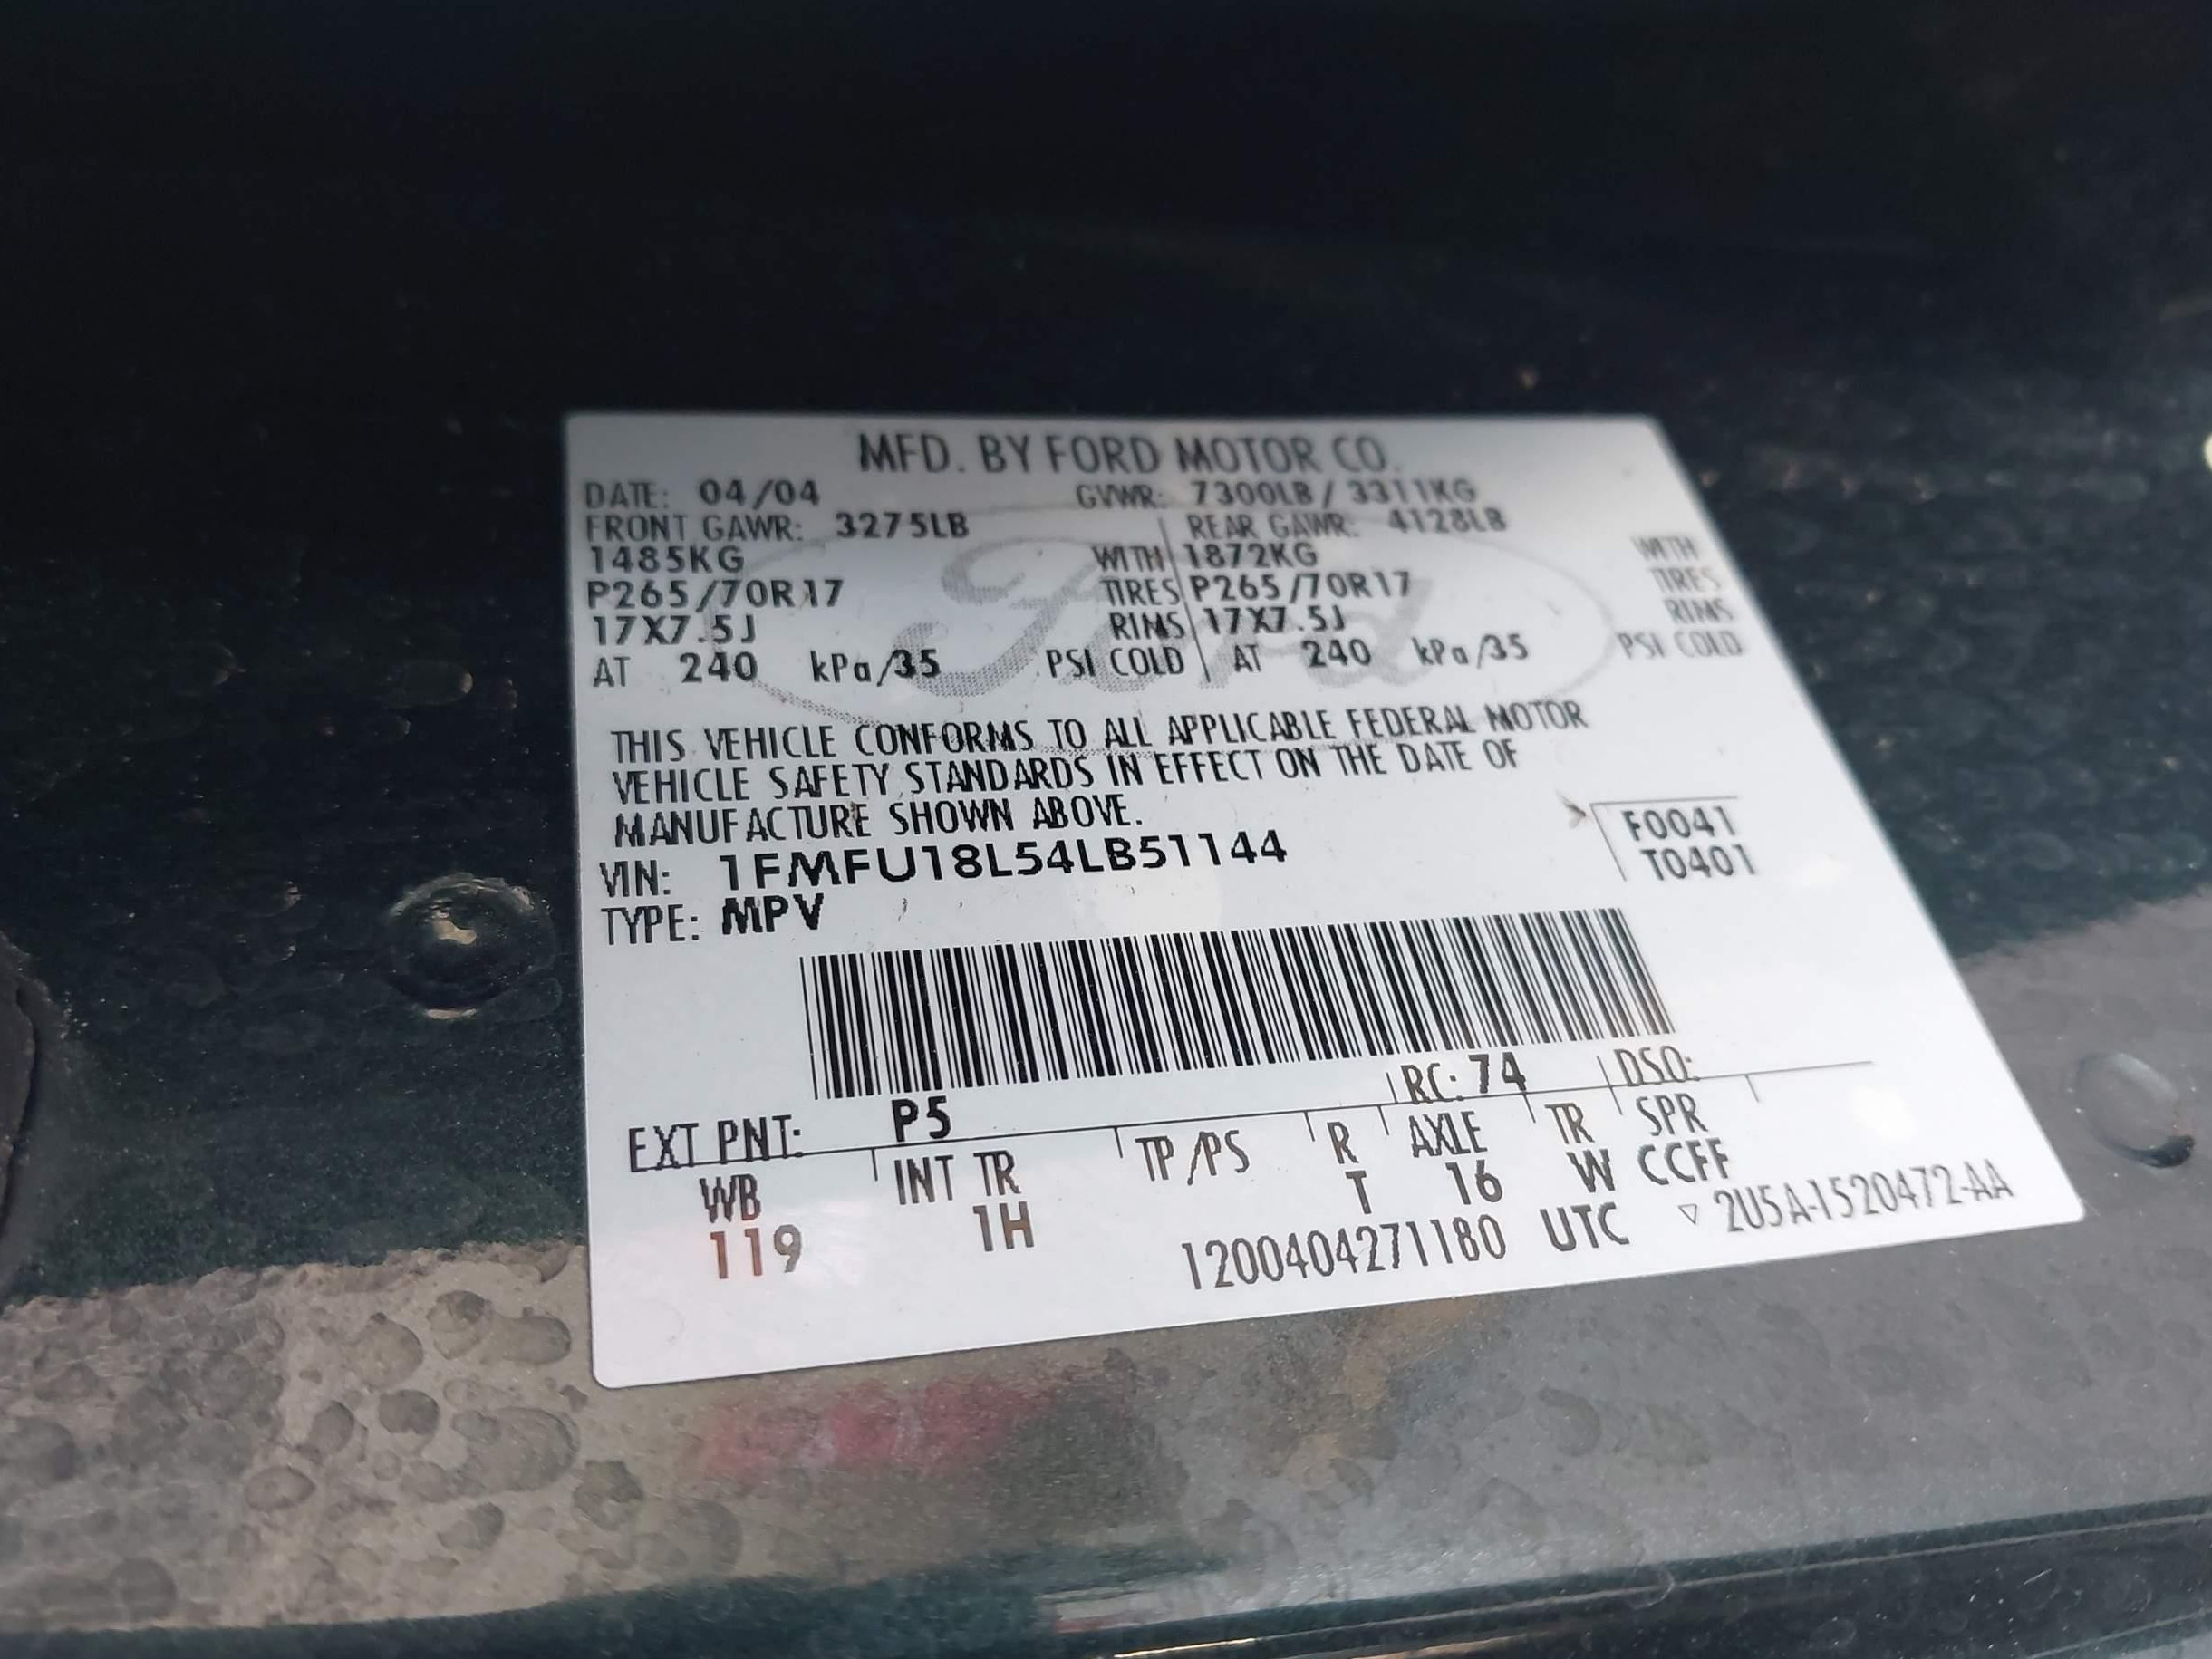 MFD. BY FORD MOTOR CO.
DATE: 04/04 GVWR: 7300LB / 3311KG
FRONT GAWR: 3275LB REAR GAWR: 4128LB
1485KG WITH 1872KG WITH
P265/70R17 TIRES P265/70R17 TIRES
17X7.5J RIMS 17X7.5J RIMS
AT 240 kPa/35 PSI COLD AT 240 kPa/35 PSI COLD
Ford
THIS VEHICLE CONFORMS TO ALL APPLICABLE FEDERAL MOTOR
VEHICLE SAFETY STANDARDS IN EFFECT ON THE DATE OF
MANUFACTURE SHOWN ABOVE.
VIN: 1FMFU18L54LB51144
F0041
T0401
TYPE: MPV
EXT PNT: P5 RC: 74 DSO:
WB INT TR TP/PS R AXLE TR SPR
119 1H T 16 W CCFF
1200404271180 UTC ▽ 2U5A-1520472-AA